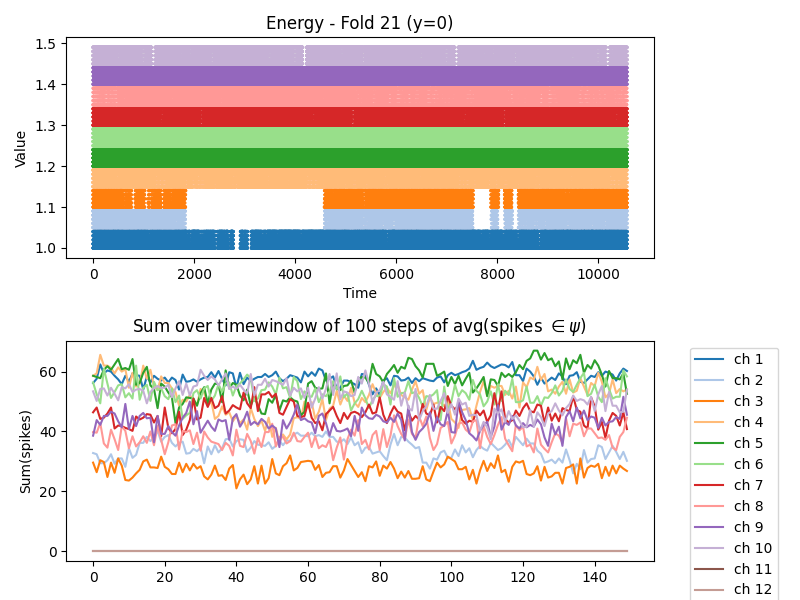 Energy - Fold 21 (y=0)
1.5
1.4
1.3
1.2
1.1
1.0
Value
0 2000 4000 6000 8000 10000
Time
Sum over timewindow of 100 steps of avg(spikes ∈ ψ)
60
40
20
0
Sum(spikes)
0 20 40 60 80 100 120 140
ch 1
ch 2
ch 3
ch 4
ch 5
ch 6
ch 7
ch 8
ch 9
ch 10
ch 11
ch 12